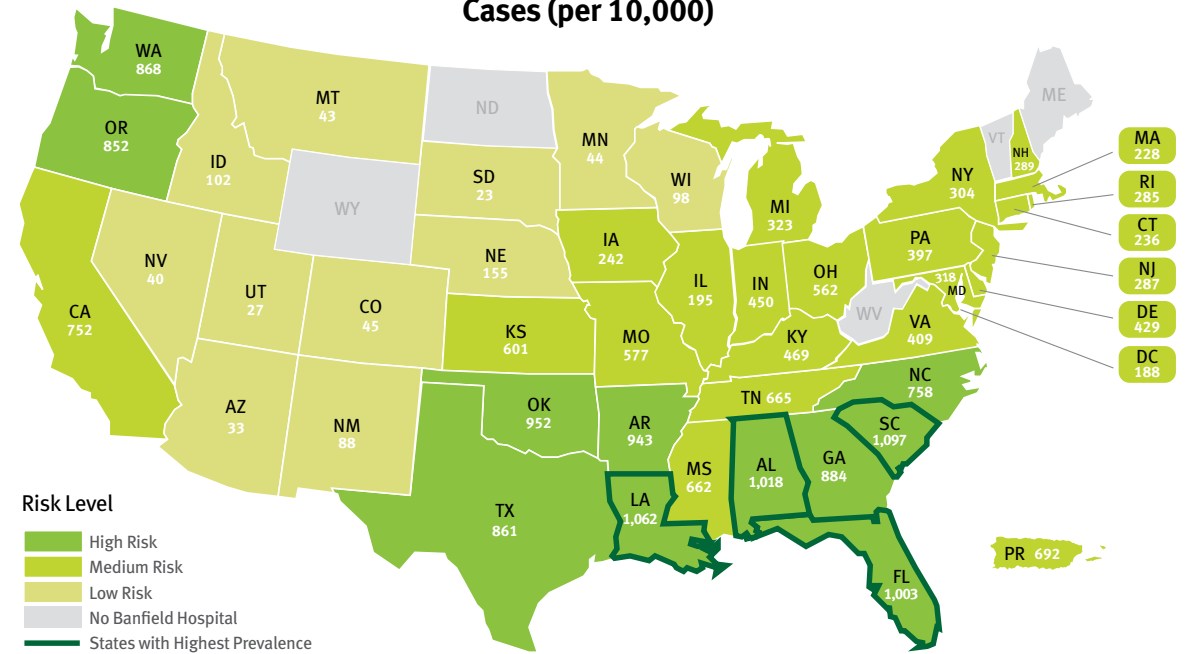 Cases (per 10,000)
WA
868
OR
852
MT
43
ID
102
ND
MN
44
SD
23
WI
98
WY
NE
155
IA
242
MI
323
NY
304
VT
NH
289
ME
MA
228
RI
285
CT
236
NJ
287
DE
429
DC
188
PA
397
318
MD
NV
40
UT
27
CO
45
CA
752
KS
601
MO
577
IL
195
IN
450
OH
562
WV
VA
409
KY
469
NC
758
TN 665
AZ
33
NM
88
OK
952
AR
943
SC
1,097
MS
662
AL
1,018
GA
884
TX
861
LA
1,062
FL
1,003
PR 692
Risk Level
High Risk
Medium Risk
Low Risk
No Banfield Hospital
States with Highest Prevalence